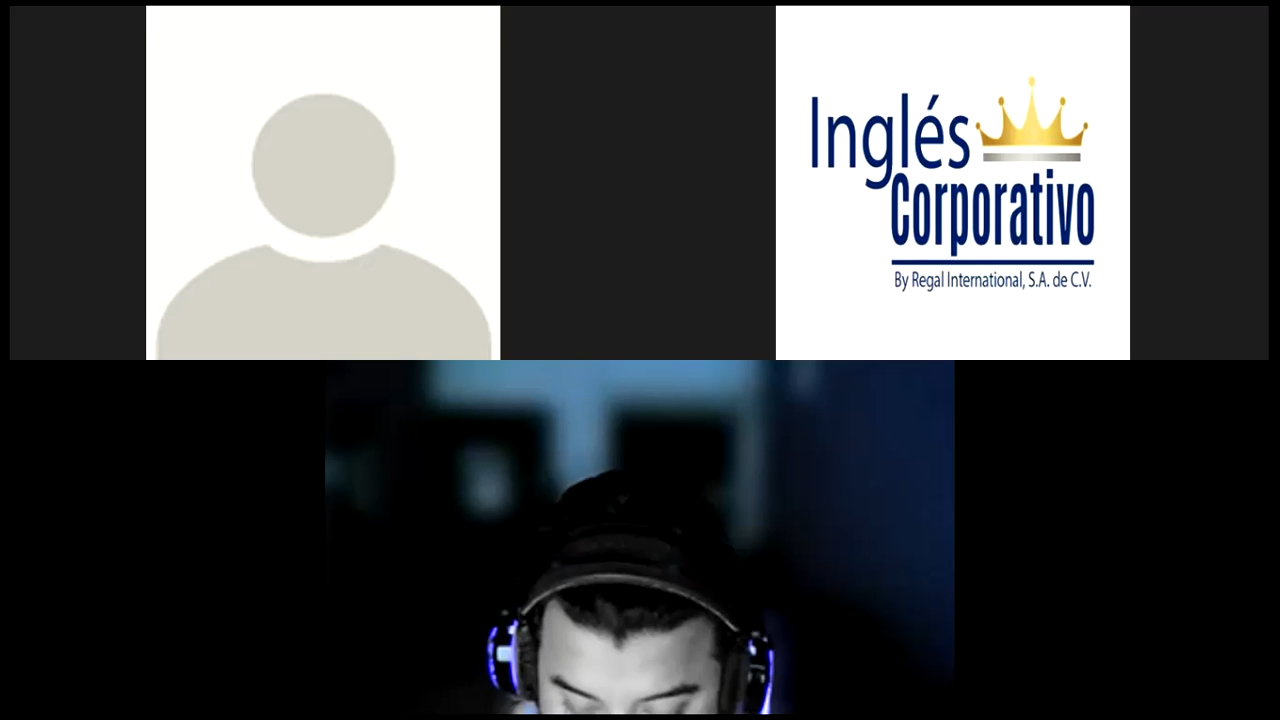 Inglés
Corporativo
By Regal International, S.A. de C.V.